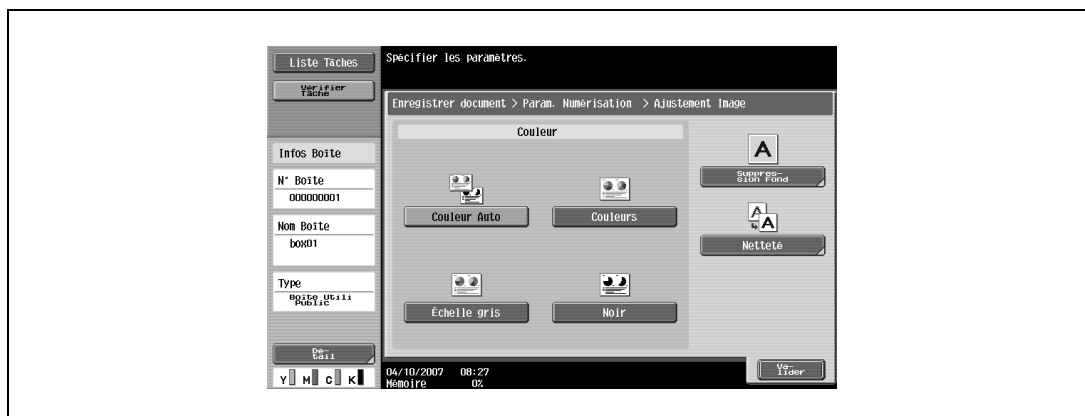 Liste Tâches
Vérifier
Tâche
Spécifier les paramètres.
Enregistrer document > Param. Numérisation > Ajustement Image
Infos Boîte
N° Boîte
000000001
Nom Boîte
box01
Type
Boîte Utili
Public
Dé-
tail
Y M C K
Couleur
Couleur Auto
Couleurs
Échelle gris
Noir
A
Suppres-
sion Fond
A
A
Netteté
04/10/2007 08:27
Mémoire 0%
Va-
lider